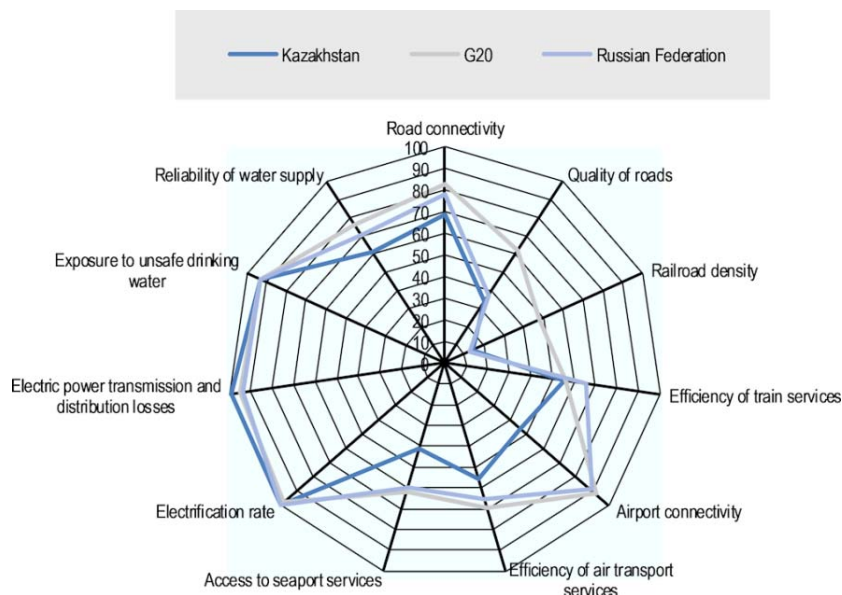 Kazakhstan G20 Russian Federation
Road connectivity
Quality of roads
Railroad density
Efficiency of train services
Airport connectivity
Efficiency of air transport
services
Access to seaport services
Electrification rate
Electric power transmission and
distribution losses
Exposure to unsafe drinking
water
Reliability of water supply
100
90
80
70
60
50
40
30
20
10
0